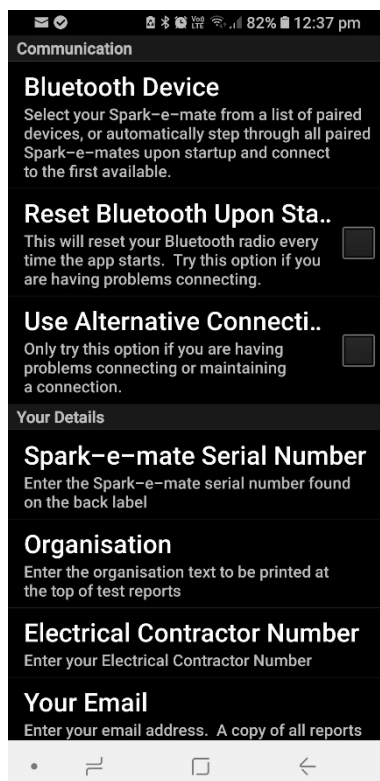 82% 12:37 pm
Communication
Bluetooth Device
Select your Spark-e-mate from a list of paired
devices, or automatically step through all paired
Spark-e-mates upon startup and connect
to the first available.
Reset Bluetooth Upon Sta..
This will reset your Bluetooth radio every
time the app starts.  Try this option if you
are having problems connecting.
Use Alternative Connecti..
Only try this option if you are having
problems connecting or maintaining
a connection.
Your Details
Spark-e-mate Serial Number
Enter the Spark-e-mate serial number found
on the back label
Organisation
Enter the organisation text to be printed at
the top of test reports
Electrical Contractor Number
Enter your Electrical Contractor Number
Your Email
Enter your email address.  A copy of all reports